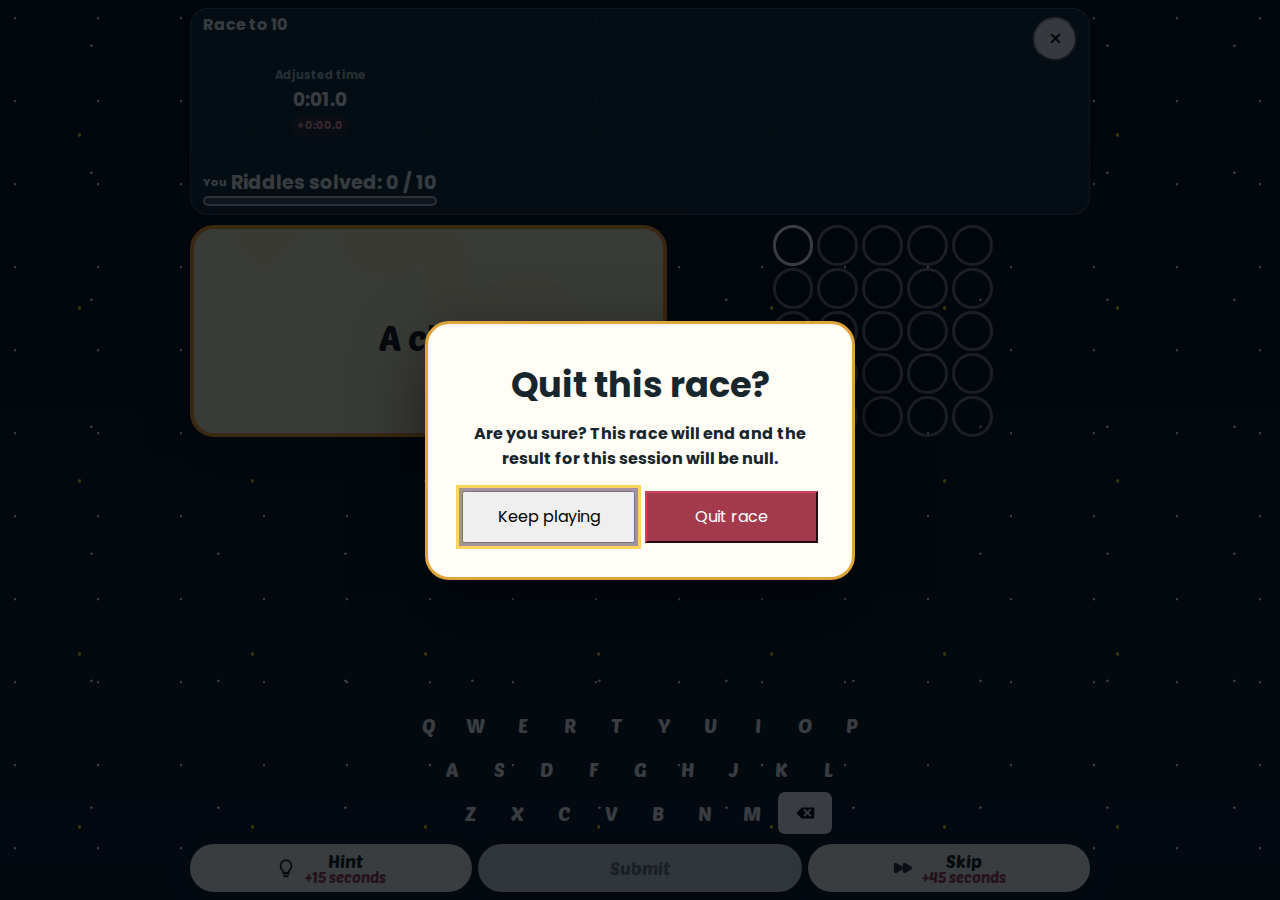 Race to 10
Adjusted time
0:01.0
+0:00.0
You Riddles solved: 0 / 10
A
Quit this race?
Are you sure? This race will end and the
result for this session will be null.
Keep playing
Quit race
Q W E R T Y U I O P
A S D F G H J K L
Z X C V B N M
Hint
+15 seconds
Submit
Skip
+45 seconds